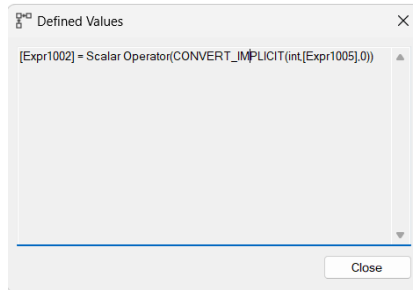 Defined Values
[Expr1002] = Scalar Operator(CONVERT_IMPLICIT(int,[Expr1005],0))
Close